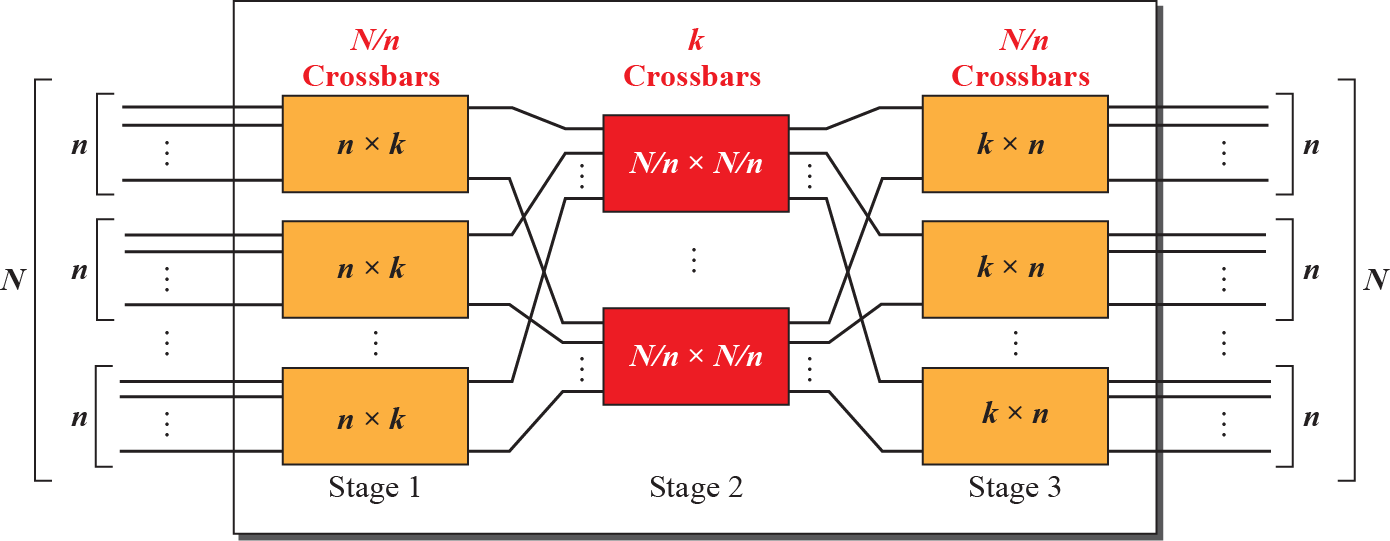 N/n
Crossbars
k
Crossbars
N/n
Crossbars
n
n × k
N/n × N/n
k × n
n
N
n
n × k
k × n
n
N
n
n × k
N/n × N/n
k × n
n
Stage 1
Stage 2
Stage 3